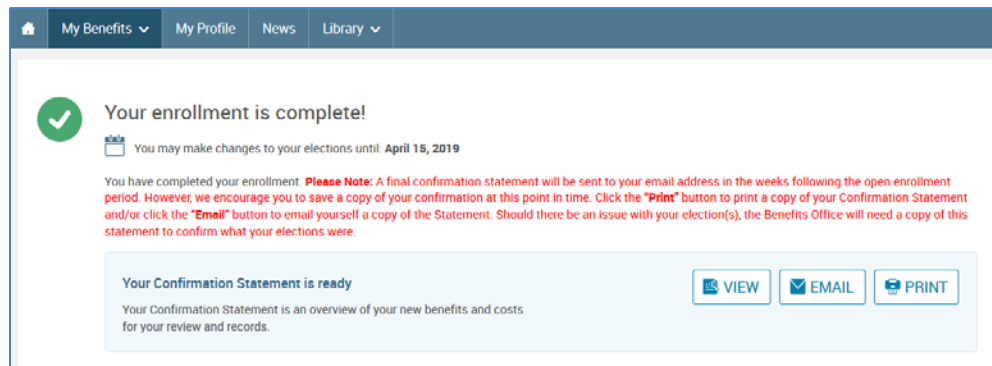 My Benefits My Profile News Library
Your enrollment is complete!
You may make changes to your elections until: April 15, 2019
You have completed your enrollment. Please Note: A final confirmation statement will be sent to your email address in the weeks following the open enrollment
period. However, we encourage you to save a copy of your confirmation at this point in time. Click the "Print" button to print a copy of your Confirmation Statement
and/or click the "Email" button to email yourself a copy of the Statement. Should there be an issue with your election(s), the Benefits Office will need a copy of this
statement to confirm what your elections were.
Your Confirmation Statement is ready
VIEW EMAIL PRINT
Your Confirmation Statement is an overview of your new benefits and costs
for your review and records.